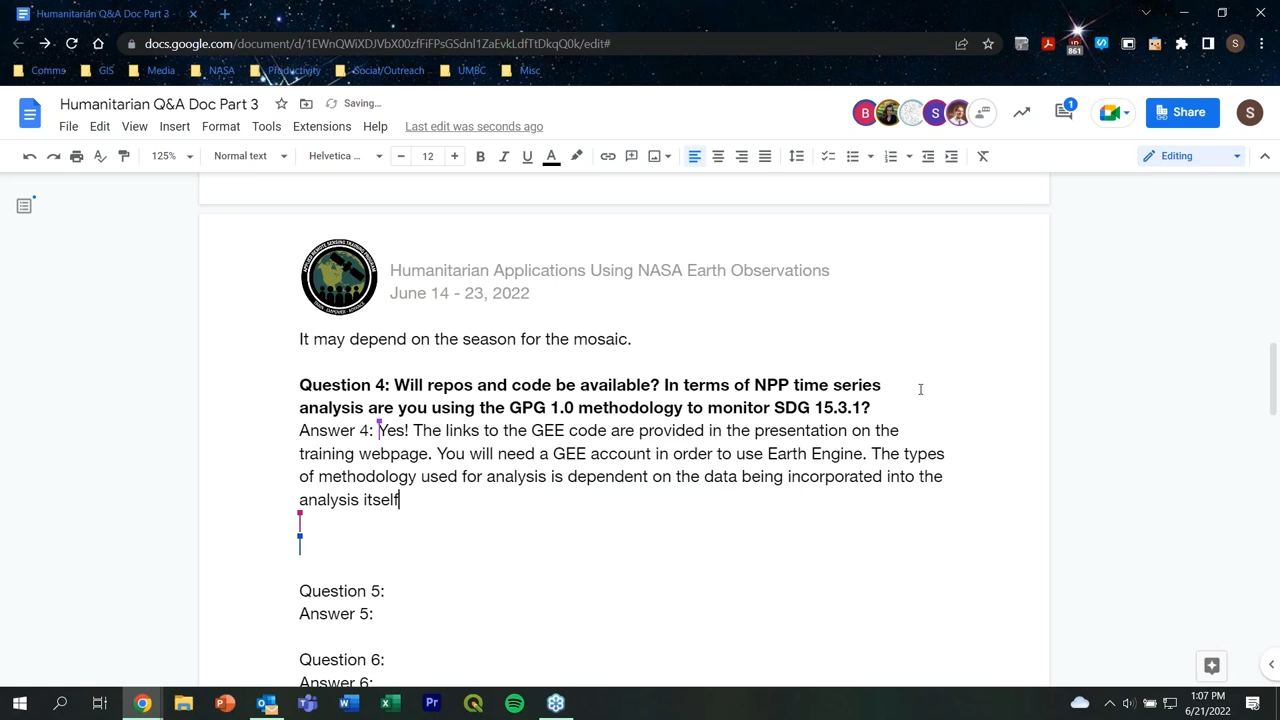 Humanitarian Q&A Doc Part 3
docs.google.com/document/d/1EWnQWiXDJVbX00zfFiFPsGSdnl1ZaEvkLdfTtDkqQ0k/edit#
861
S
Comms
GIS
Media
NASA
Productivity
Social/Outreach
UMBC
Misc
Humanitarian Q&A Doc Part 3
Saving…
B
S
1
Share
S
File
Edit
View
Insert
Format
Tools
Extensions
Help
Last edit was seconds ago
125%
Normal text
Helvetica ...
12
B
I
U
A
Editing
Humanitarian Applications Using NASA Earth Observations
June 14 - 23, 2022
It may depend on the season for the mosaic.
Question 4: Will repos and code be available? In terms of NPP time series
analysis are you using the GPG 1.0 methodology to monitor SDG 15.3.1?
Answer 4: Yes! The links to the GEE code are provided in the presentation on the
training webpage. You will need a GEE account in order to use Earth Engine. The types
of methodology used for analysis is dependent on the data being incorporated into the
analysis itself
Question 5:
Answer 5:
Question 6:
Answer 6:
Pr
1:07 PM
6/21/2022